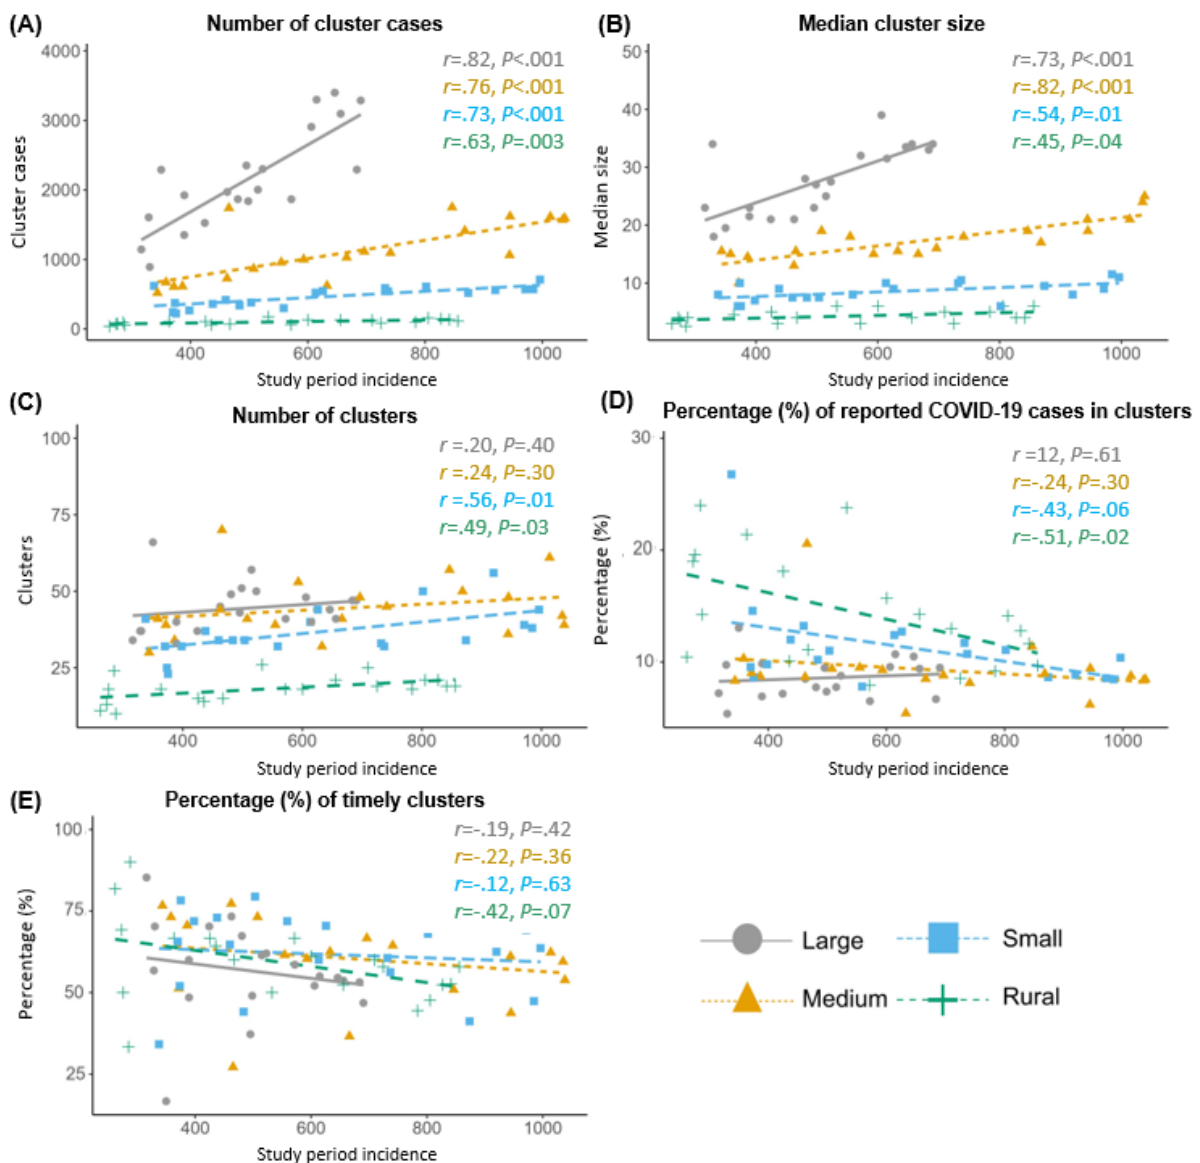 (A)
Number of cluster cases
r=.82, P<.001
r=.76, P<.001
r=.73, P<.001
r=.63, P=.003
4000
3000
2000
1000
0
Cluster cases
400
600
800
1000
Study period incidence
(B)
Median cluster size
r=.73, P<.001
r=.82, P<.001
r=.54, P=.01
r=.45, P=.04
50
40
30
20
10
Median size
400
600
800
1000
Study period incidence
(C)
Number of clusters
r =.20, P=.40
r =.24, P=.30
r =.56, P=.01
r=.49, P=.03
100
75
50
25
Clusters
400
600
800
1000
Study period incidence
(D)
Percentage (%) of reported COVID-19 cases in clusters
r =12, P=.61
r=-.24, P=.30
r=-.43, P=.06
r=-.51, P=.02
30
20
10
Percentage (%)
400
600
800
1000
Study period incidence
(E)
Percentage (%) of timely clusters
r=-.19, P=.42
r=-.22, P=.36
r=-.12, P=.63
r=-.42, P=.07
100
75
50
25
Percentage (%)
400
600
800
1000
Study period incidence
Large
Small
Medium
Rural